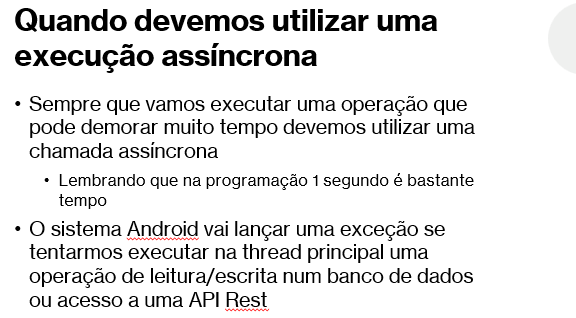 Quando devemos utilizar uma
execução assíncrona
• Sempre que vamos executar uma operação que
pode demorar muito tempo devemos utilizar uma
chamada assíncrona
• Lembrando que na programação 1 segundo é bastante
tempo
• O sistema Android vai lançar uma exceção se
tentarmos executar na thread principal uma
operação de leitura/escrita num banco de dados
ou acesso a uma API Rest